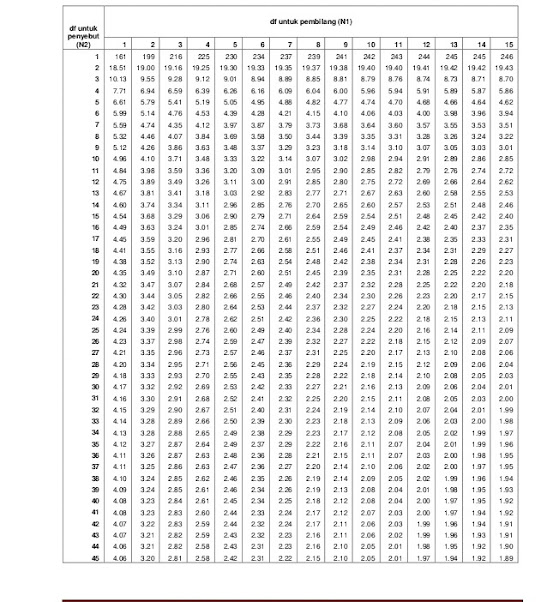 df untuk penyebut (N2)
df untuk pembilang (N1)
1 2 3 4 5 6 7 8 9 10 11 12 13 14 15
1 161 199 216 225 230 234 237 239 241 242 243 244 245 245 246
2 18.51 19.00 19.16 19.25 19.30 19.33 19.35 19.37 19.38 19.40 19.40 19.41 19.42 19.42 19.43
3 10.13 9.55 9.28 9.12 9.01 8.94 8.89 8.85 8.81 8.79 8.76 8.74 8.73 8.71 8.70
4 7.71 6.94 6.59 6.39 6.26 6.16 6.09 6.04 6.00 5.96 5.94 5.91 5.89 5.87 5.86
5 6.61 5.79 5.41 5.19 5.05 4.95 4.88 4.82 4.77 4.74 4.70 4.68 4.66 4.64 4.62
6 5.99 5.14 4.76 4.53 4.39 4.28 4.21 4.15 4.10 4.06 4.03 4.00 3.98 3.96 3.94
7 5.59 4.74 4.35 4.12 3.97 3.87 3.79 3.73 3.68 3.64 3.60 3.57 3.55 3.53 3.51
8 5.32 4.46 4.07 3.84 3.69 3.58 3.50 3.44 3.39 3.35 3.31 3.28 3.26 3.24 3.22
9 5.12 4.26 3.86 3.63 3.48 3.37 3.29 3.23 3.18 3.14 3.10 3.07 3.05 3.03 3.01
10 4.96 4.10 3.71 3.48 3.33 3.22 3.14 3.07 3.02 2.98 2.94 2.91 2.89 2.86 2.85
11 4.84 3.98 3.59 3.36 3.20 3.09 3.01 2.95 2.90 2.85 2.82 2.79 2.76 2.74 2.72
12 4.75 3.89 3.49 3.26 3.11 3.00 2.91 2.85 2.80 2.75 2.72 2.69 2.66 2.64 2.62
13 4.67 3.81 3.41 3.18 3.03 2.92 2.83 2.77 2.71 2.67 2.63 2.60 2.58 2.55 2.53
14 4.60 3.74 3.34 3.11 2.96 2.85 2.76 2.70 2.65 2.60 2.57 2.53 2.51 2.48 2.46
15 4.54 3.68 3.29 3.06 2.90 2.79 2.71 2.64 2.59 2.54 2.51 2.48 2.45 2.42 2.40
16 4.49 3.63 3.24 3.01 2.85 2.74 2.66 2.59 2.54 2.49 2.46 2.42 2.40 2.37 2.35
17 4.45 3.59 3.20 2.96 2.81 2.70 2.61 2.55 2.49 2.45 2.41 2.38 2.35 2.33 2.31
18 4.41 3.55 3.16 2.93 2.77 2.66 2.58 2.51 2.46 2.41 2.37 2.34 2.31 2.29 2.27
19 4.38 3.52 3.13 2.90 2.74 2.63 2.54 2.48 2.42 2.38 2.34 2.31 2.28 2.26 2.23
20 4.35 3.49 3.10 2.87 2.71 2.60 2.51 2.45 2.39 2.35 2.31 2.28 2.25 2.22 2.20
21 4.32 3.47 3.07 2.84 2.68 2.57 2.49 2.42 2.37 2.32 2.28 2.25 2.22 2.20 2.18
22 4.30 3.44 3.05 2.82 2.66 2.55 2.46 2.40 2.34 2.30 2.26 2.23 2.20 2.17 2.15
23 4.28 3.42 3.03 2.80 2.64 2.53 2.44 2.37 2.32 2.27 2.24 2.20 2.18 2.15 2.13
24 4.26 3.40 3.01 2.78 2.62 2.51 2.42 2.36 2.30 2.25 2.22 2.18 2.15 2.13 2.11
25 4.24 3.39 2.99 2.76 2.60 2.49 2.40 2.34 2.28 2.24 2.20 2.16 2.14 2.11 2.09
26 4.23 3.37 2.98 2.74 2.59 2.47 2.39 2.32 2.27 2.22 2.18 2.15 2.12 2.09 2.07
27 4.21 3.35 2.96 2.73 2.57 2.46 2.37 2.31 2.25 2.20 2.17 2.13 2.10 2.08 2.06
28 4.20 3.34 2.95 2.71 2.56 2.45 2.36 2.29 2.24 2.19 2.15 2.12 2.09 2.06 2.04
29 4.18 3.33 2.93 2.70 2.55 2.43 2.35 2.28 2.22 2.18 2.14 2.10 2.08 2.05 2.03
30 4.17 3.32 2.92 2.69 2.53 2.42 2.33 2.27 2.21 2.16 2.13 2.09 2.06 2.04 2.01
31 4.16 3.30 2.91 2.68 2.52 2.41 2.32 2.25 2.20 2.15 2.11 2.08 2.05 2.03 2.00
32 4.15 3.29 2.90 2.67 2.51 2.40 2.31 2.24 2.19 2.14 2.10 2.07 2.04 2.01 1.99
33 4.14 3.28 2.89 2.66 2.50 2.39 2.30 2.23 2.18 2.13 2.09 2.06 2.03 2.00 1.98
34 4.13 3.28 2.88 2.65 2.49 2.38 2.29 2.23 2.17 2.12 2.08 2.05 2.02 1.99 1.97
35 4.12 3.27 2.87 2.64 2.49 2.37 2.29 2.22 2.16 2.11 2.07 2.04 2.01 1.99 1.96
36 4.11 3.26 2.87 2.63 2.48 2.36 2.28 2.21 2.15 2.11 2.07 2.03 2.00 1.98 1.95
37 4.11 3.25 2.86 2.63 2.47 2.36 2.27 2.20 2.14 2.10 2.06 2.02 2.00 1.97 1.95
38 4.10 3.24 2.85 2.62 2.46 2.35 2.26 2.19 2.14 2.09 2.05 2.02 1.99 1.96 1.94
39 4.09 3.24 2.85 2.61 2.46 2.34 2.26 2.19 2.13 2.08 2.04 2.01 1.98 1.95 1.93
40 4.08 3.23 2.84 2.61 2.45 2.34 2.25 2.18 2.12 2.08 2.04 2.00 1.97 1.95 1.92
41 4.08 3.23 2.83 2.60 2.44 2.33 2.24 2.17 2.12 2.07 2.03 2.00 1.97 1.94 1.92
42 4.07 3.22 2.83 2.59 2.44 2.32 2.24 2.17 2.11 2.06 2.03 1.99 1.96 1.94 1.91
43 4.07 3.21 2.82 2.59 2.43 2.32 2.23 2.16 2.11 2.06 2.02 1.99 1.96 1.93 1.91
44 4.06 3.21 2.82 2.58 2.43 2.31 2.23 2.16 2.10 2.05 2.01 1.98 1.95 1.92 1.90
45 4.06 3.20 2.81 2.58 2.42 2.31 2.22 2.15 2.10 2.05 2.01 1.97 1.94 1.92 1.89